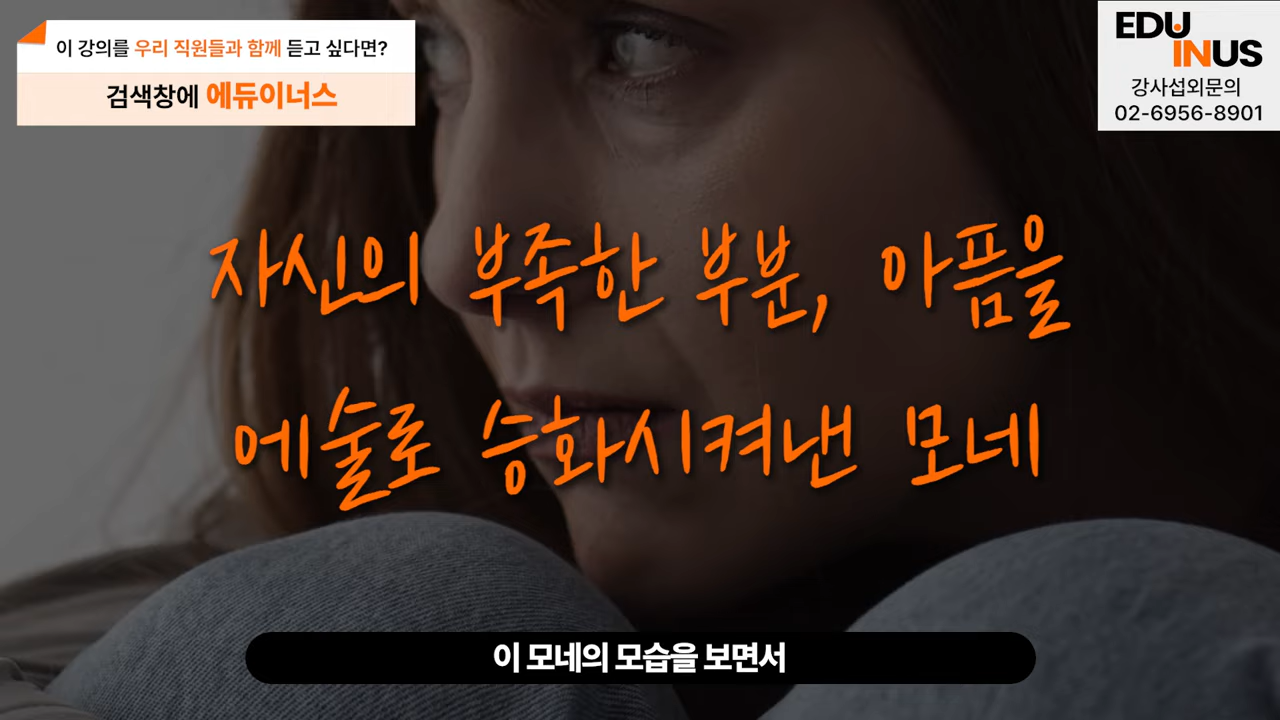 이 강의를 우리 직원들과 함께 듣고 싶다면?
검색창에 에듀이너스
EDU
INUS
강사섭외문의
02-6956-8901
자신의 부족한 부분, 아픔을
예술로 승화시켜낸 모네
이 모네의 모습을 보면서